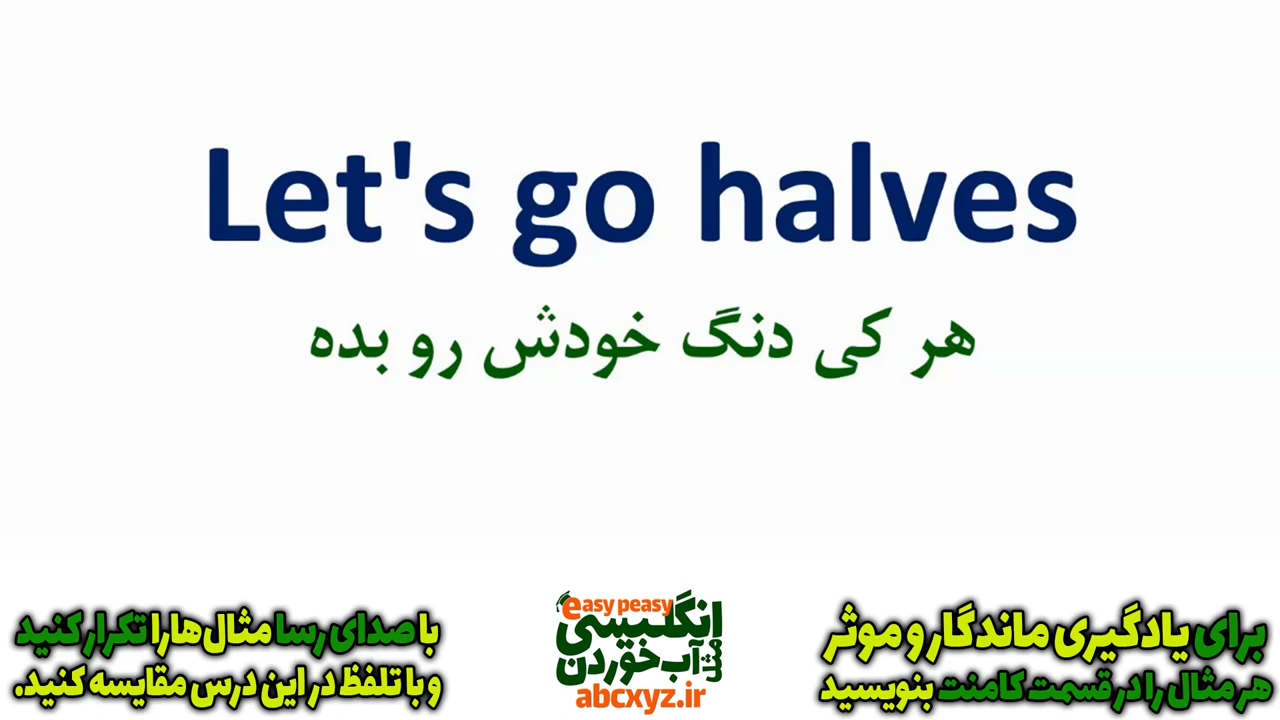 Let's go halves
هر کی دنگ خودش رو بده
برای یادگیری ماندگار و موثر
هر مثال را در قسمت کامنت بنویسید
easy peasy
انگلیسی
مثل آب خوردن
abcxyz.ir
با صدای رسا مثال‌ها را تکرار کنید
و با تلفظ در این درس مقایسه کنید.